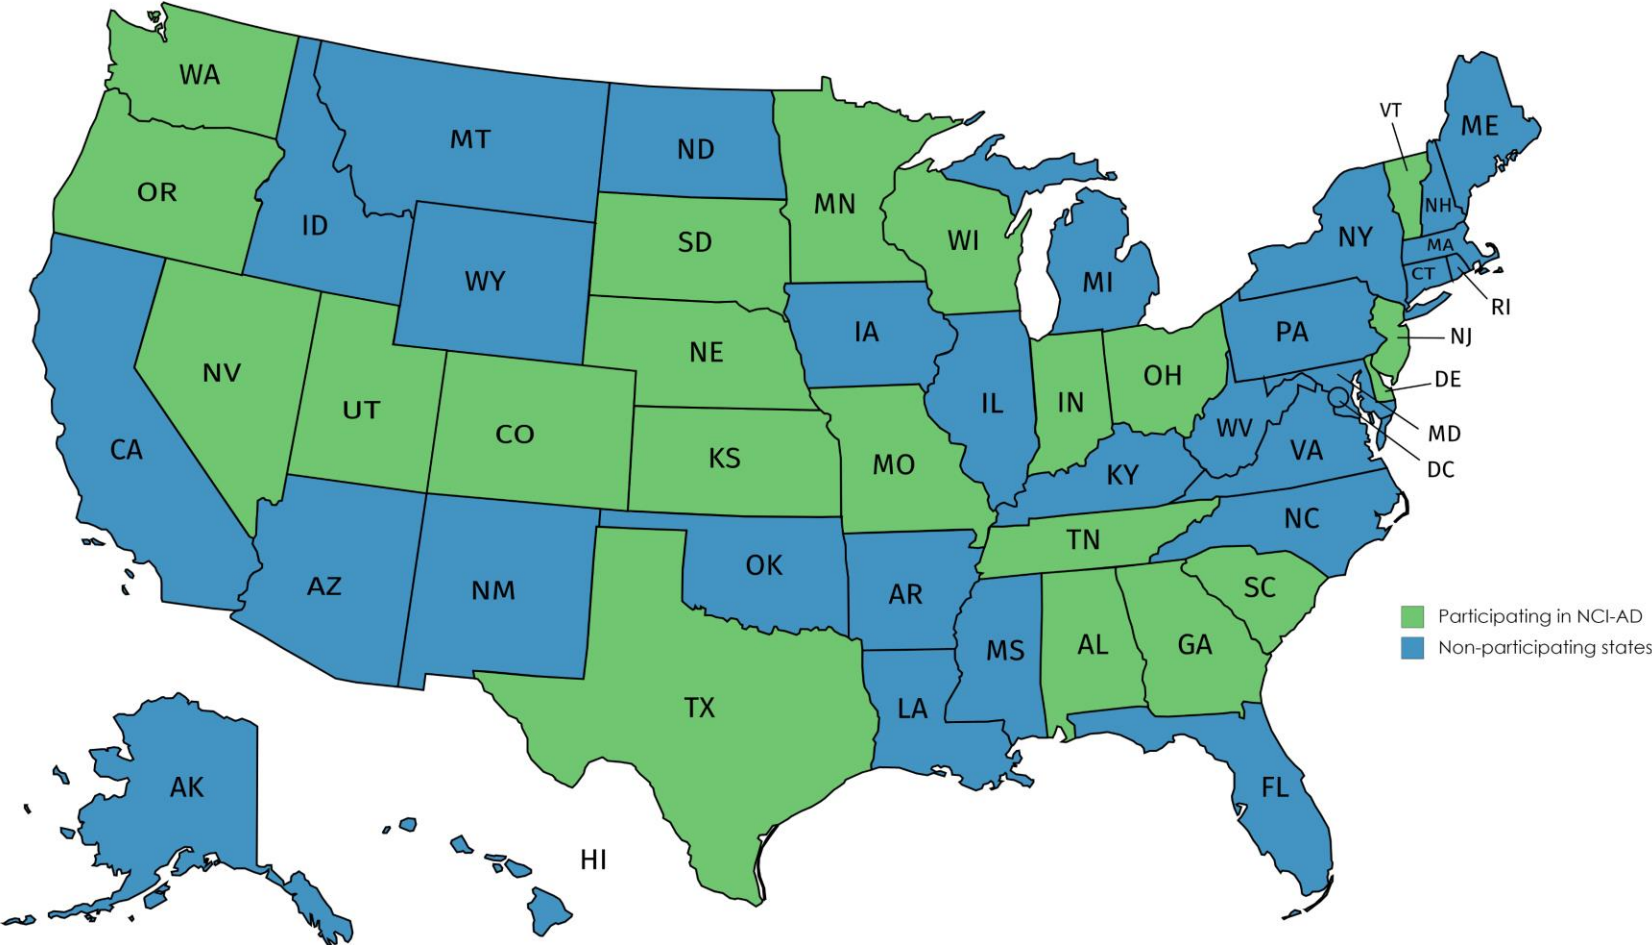 WA
MT
ND
MN
VT
ME
OR
ID
SD
WI
NY
NH
MA
CT
RI
WY
MI
IA
PA
NJ
NV
NE
OH
DE
UT
CO
IL
IN
WV
MD
CA
KS
MO
KY
VA
DC
NC
TN
OK
AZ
NM
AR
SC
MS
AL
GA
Participating in NCI-AD
Non-participating states
TX
LA
AK
FL
HI